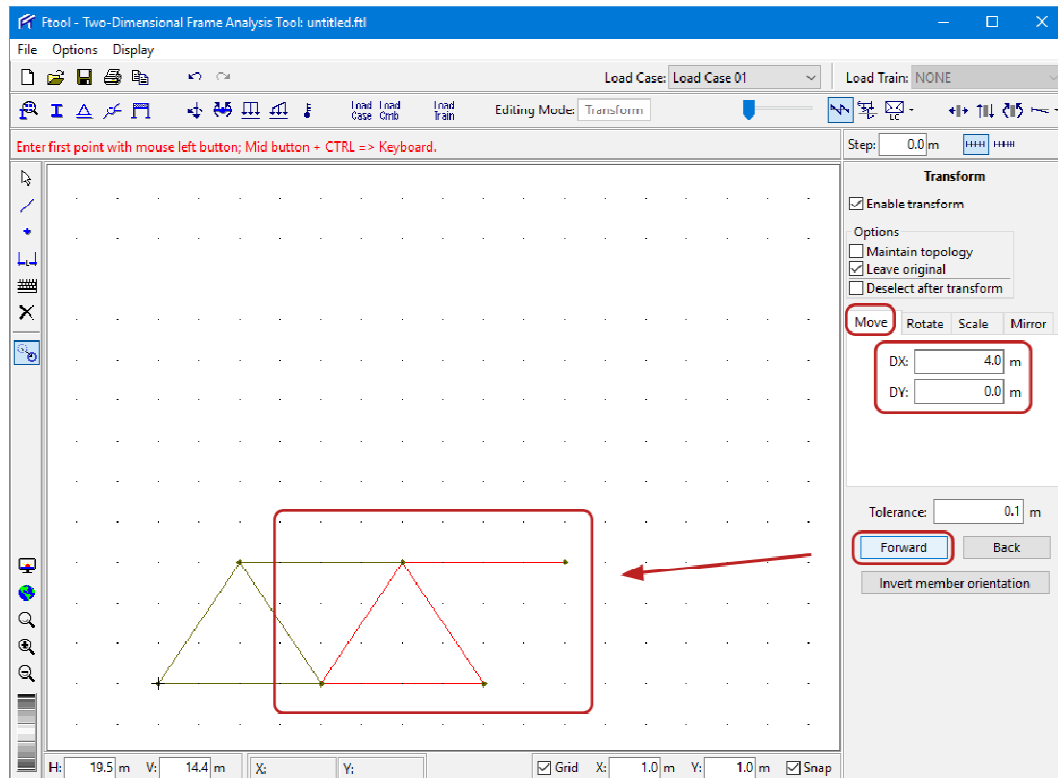 Ftool - Two-Dimensional Frame Analysis Tool: untitled.ftl
File Options Display
Load Case: Load Case 01 Load Train: NONE
Load Case Load Cmb Load Train Editing Mode: Transform LC
Enter first point with mouse left button; Mid button + CTRL => Keyboard.
Step: 0.0 m
Transform
Enable transform
Options
Maintain topology
Leave original
Deselect after transform
Move Rotate Scale Mirror
DX: 4.0 m
DY: 0.0 m
Tolerance: 0.1 m
Forward Back
Invert member orientation
H: 19.5 m V: 14.4 m X: Y: Grid X: 1.0 m Y: 1.0 m Snap